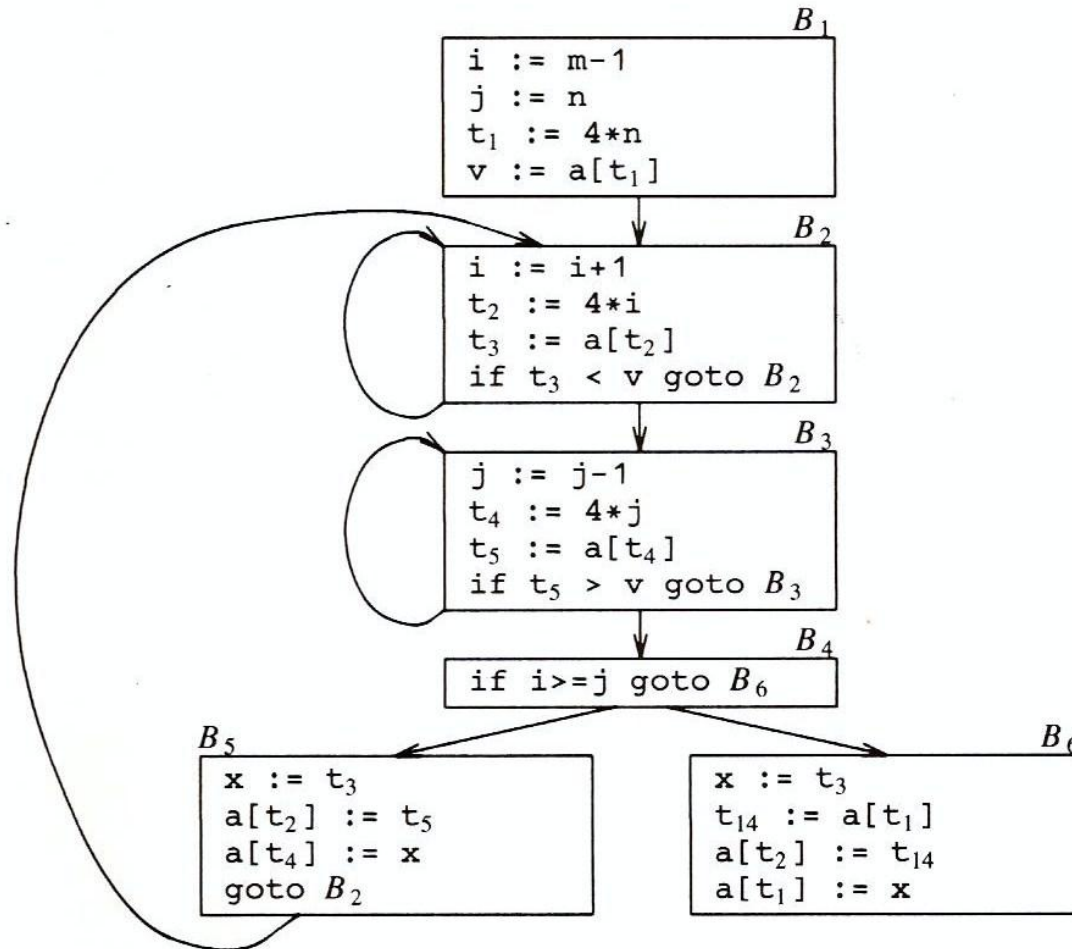 B₁
i := m-1
j := n
t₁ := 4*n
v := a[t₁]
B₂
i := i+1
t₂ := 4*i
t₃ := a[t₂]
if t₃ < v goto B₂
B₃
j := j-1
t₄ := 4*j
t₅ := a[t₄]
if t₅ > v goto B₃
B₄
if i>=j goto B₆
B₅
x := t₃
a[t₂] := t₅
a[t₄] := x
goto B₂
B₆
x := t₃
t₁₄ := a[t₁]
a[t₂] := t₁₄
a[t₁] := x